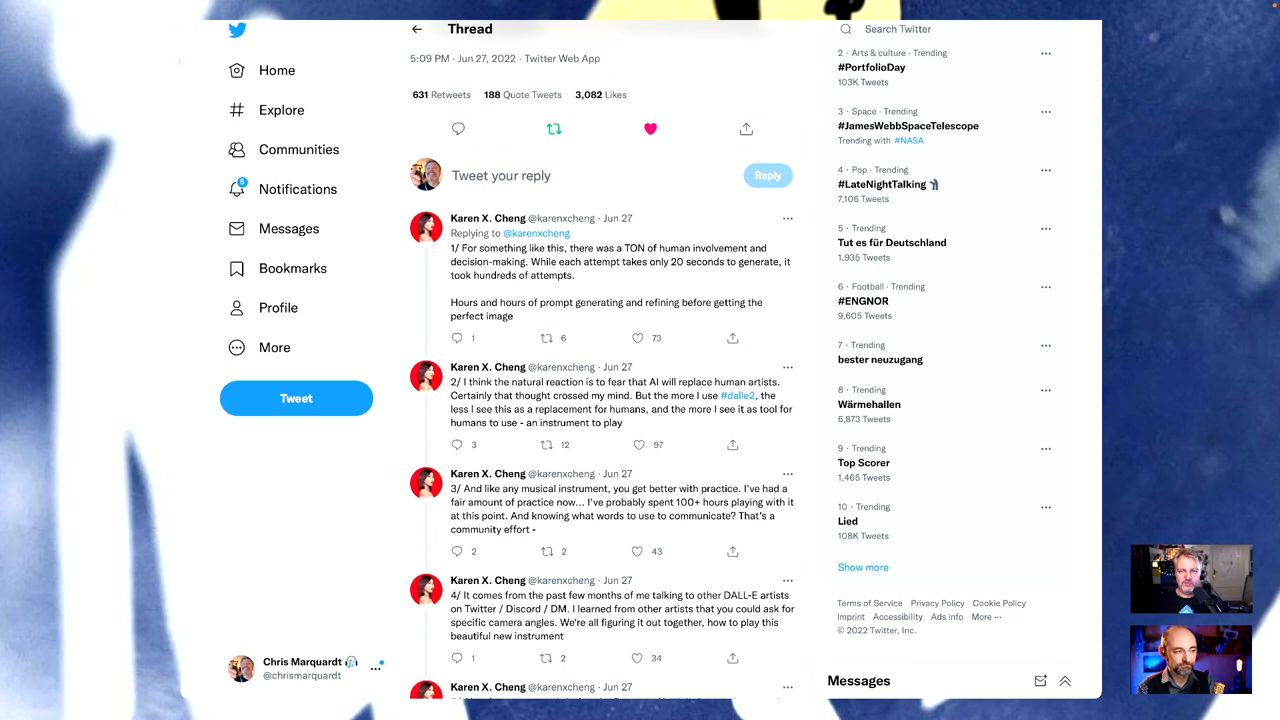 Thread
5:09 PM · Jun 27, 2022 · Twitter Web App
631 Retweets 188 Quote Tweets 3,082 Likes
Tweet your reply
Reply
Karen X. Cheng @karenxcheng · Jun 27
Replying to @karenxcheng
1/ For something like this, there was a TON of human involvement and
decision-making. While each attempt takes only 20 seconds to generate, it
took hundreds of attempts.
Hours and hours of prompt generating and refining before getting the
perfect image
1 6 73
Karen X. Cheng @karenxcheng · Jun 27
2/ I think the natural reaction is to fear that AI will replace human artists.
Certainly that thought crossed my mind. But the more I use #dalle2, the
less I see this as a replacement for humans, and the more I see it as tool for
humans to use - an instrument to play
3 12 97
Karen X. Cheng @karenxcheng · Jun 27
3/ And like any musical instrument, you get better with practice. I've had a
fair amount of practice now... I've probably spent 100+ hours playing with it
at this point. And knowing what words to use to communicate? That's a
community effort -
2 2 43
Karen X. Cheng @karenxcheng · Jun 27
4/ It comes from the past few months of me talking to other DALL-E artists
on Twitter / Discord / DM. I learned from other artists that you could ask for
specific camera angles. We're all figuring it out together, how to play this
beautiful new instrument
1 2 34
Karen X. Cheng @karenxcheng · Jun 27
Home
Explore
Communities
5
Notifications
Messages
Bookmarks
Profile
More
Tweet
Chris Marquardt
@chrismarquardt
Search Twitter
2 · Arts & culture · Trending
#PortfolioDay
103K Tweets
3 · Space · Trending
#JamesWebbSpaceTelescope
Trending with #NASA
4 · Pop · Trending
#LateNightTalking
7,106 Tweets
5 · Trending
Tut es für Deutschland
1,935 Tweets
6 · Football · Trending
#ENGNOR
9,605 Tweets
7 · Trending
bester neuzugang
8 · Trending
Wärmehallen
6,873 Tweets
9 · Trending
Top Scorer
1,465 Tweets
10 · Trending
Lied
108K Tweets
Show more
Terms of Service Privacy Policy Cookie Policy
Imprint Accessibility Ads info More ···
© 2022 Twitter, Inc.
Messages